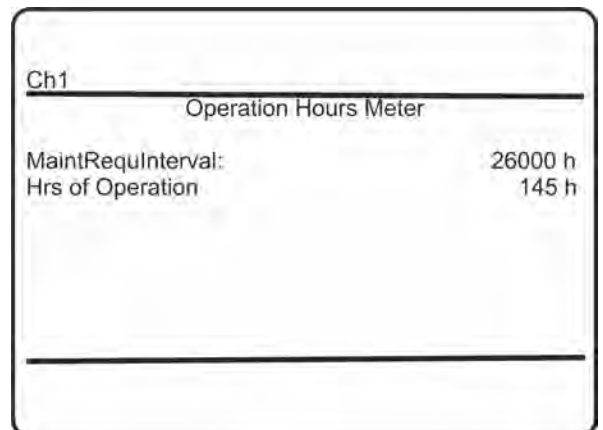 Ch1
Operation Hours Meter
MaintRequInterval: 26000 h
Hrs of Operation 145 h